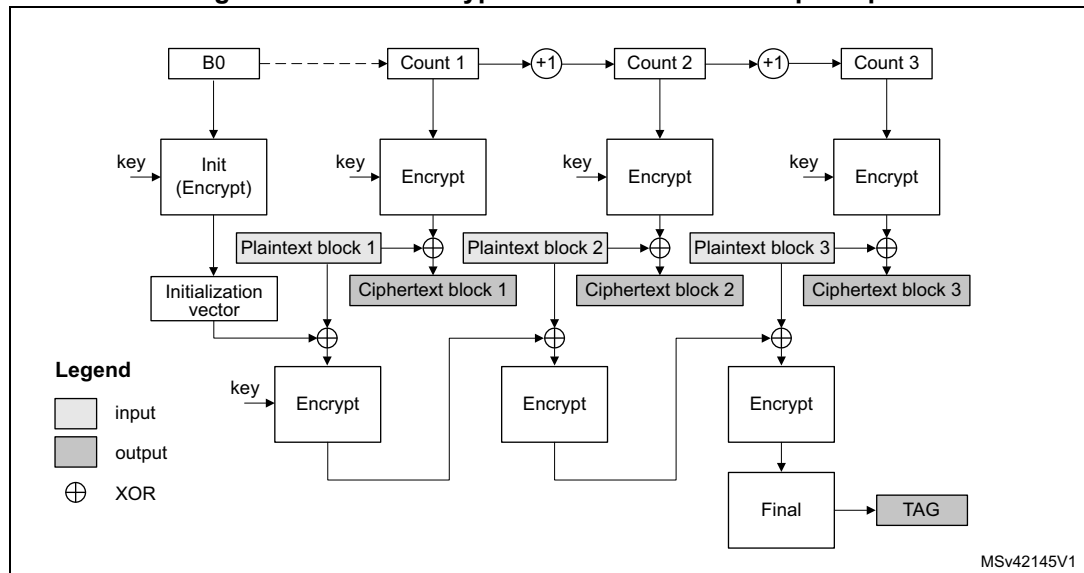 B0
Count 1
+1
Count 2
+1
Count 3
key
Init
(Encrypt)
key
Encrypt
key
Encrypt
key
Encrypt
Plaintext block 1
Plaintext block 2
Plaintext block 3
Initialization
vector
Ciphertext block 1
Ciphertext block 2
Ciphertext block 3
Legend
input
output
XOR
key
Encrypt
Encrypt
Encrypt
Final
TAG
MSv42145V1